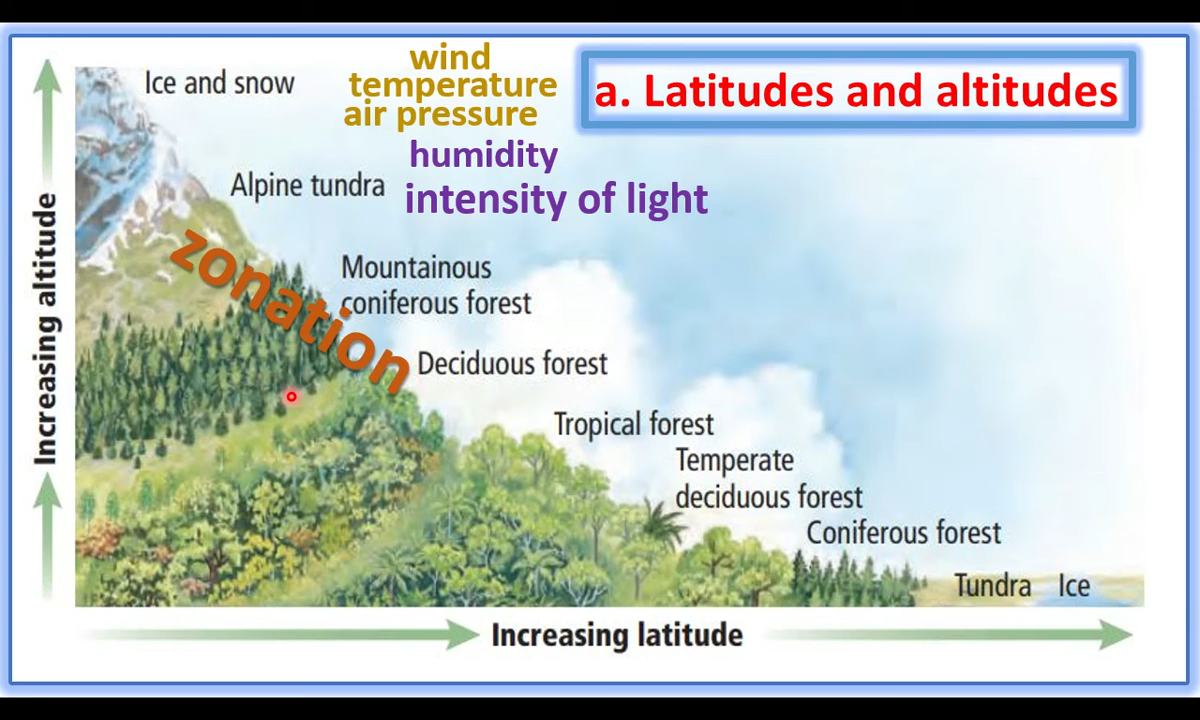 wind
temperature
air pressure
humidity
intensity of light
a. Latitudes and altitudes
Ice and snow
Alpine tundra
zonation
Mountainous
coniferous forest
Deciduous forest
Tropical forest
Temperate
deciduous forest
Coniferous forest
Tundra
Ice
Increasing altitude
Increasing latitude